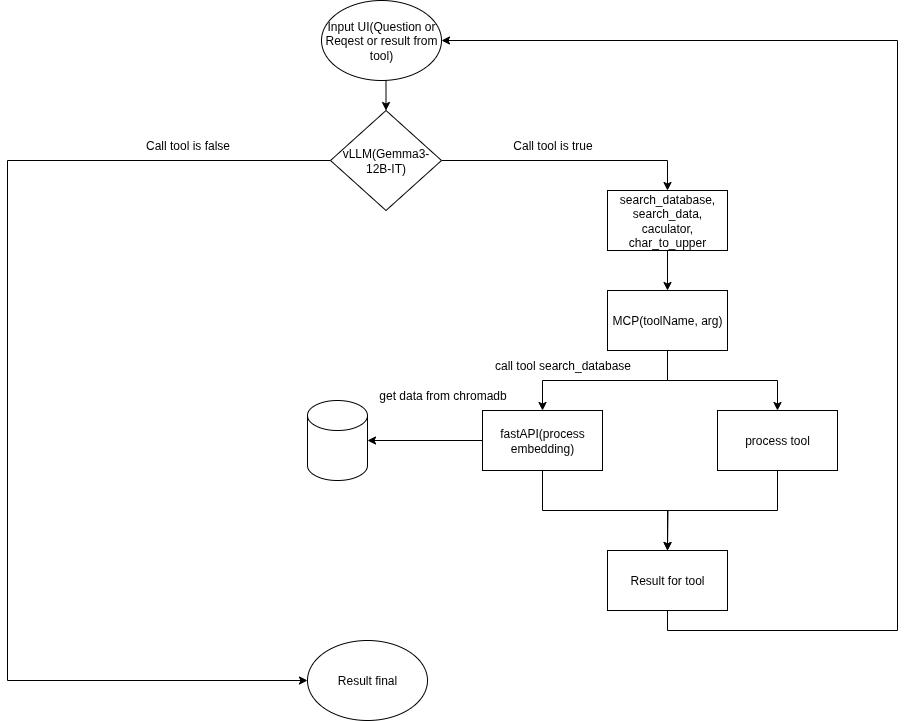 Input UI(Question or
Reqest or result from
tool)
Call tool is false
vLLM(Gemma3-
12B-IT)
Call tool is true
search_database,
search_data,
caculator,
char_to_upper
MCP(toolName, arg)
call tool search_database
get data from chromadb
fastAPI(process
embedding)
process tool
Result for tool
Result final